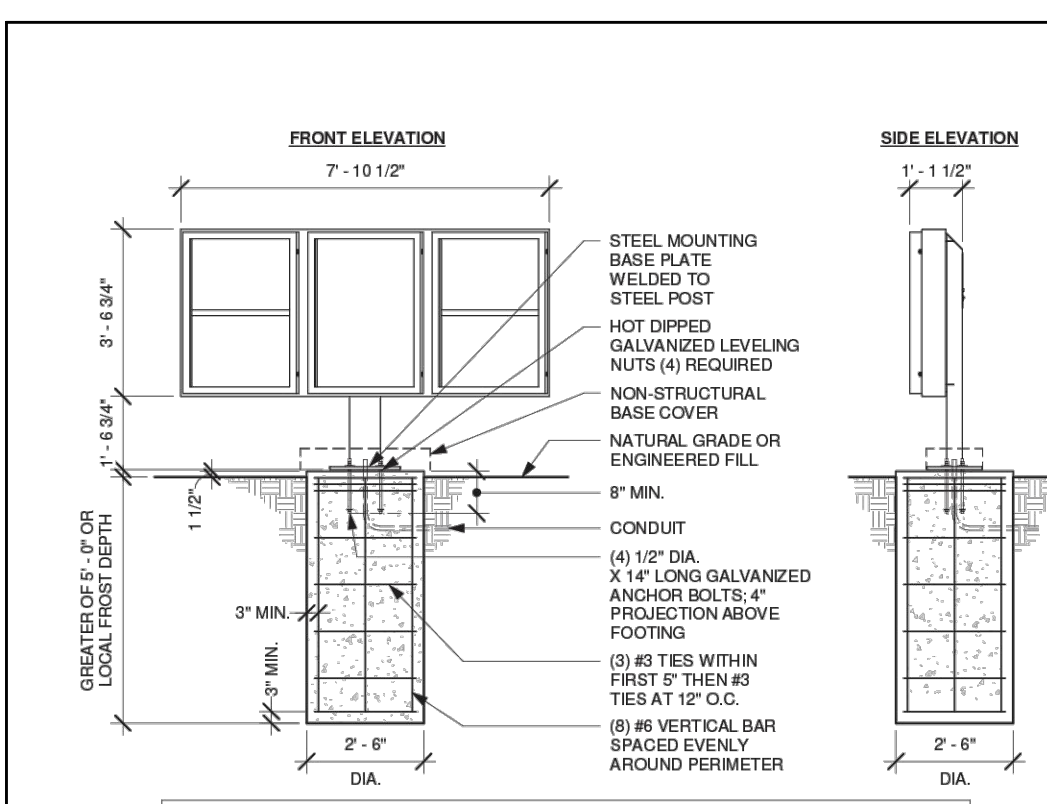 FRONT ELEVATION
7' - 10 1/2"
SIDE ELEVATION
1' - 1 1/2"
3' - 6 3/4"
1' - 6 3/4"
1 1/2"
GREATER OF 5' - 0" OR
LOCAL FROST DEPTH
3" MIN.
3" MIN.
STEEL MOUNTING
BASE PLATE
WELDED TO
STEEL POST
HOT DIPPED
GALVANIZED LEVELING
NUTS (4) REQUIRED
NON-STRUCTURAL
BASE COVER
NATURAL GRADE OR
ENGINEERED FILL
8" MIN.
CONDUIT
(4) 1/2" DIA.
X 14" LONG GALVANIZED
ANCHOR BOLTS; 4"
PROJECTION ABOVE
FOOTING
(3) #3 TIES WITHIN
FIRST 5" THEN #3
TIES AT 12" O.C.
(8) #6 VERTICAL BAR
SPACED EVENLY
AROUND PERIMETER
2' - 6"
DIA.
2' - 6"
DIA.